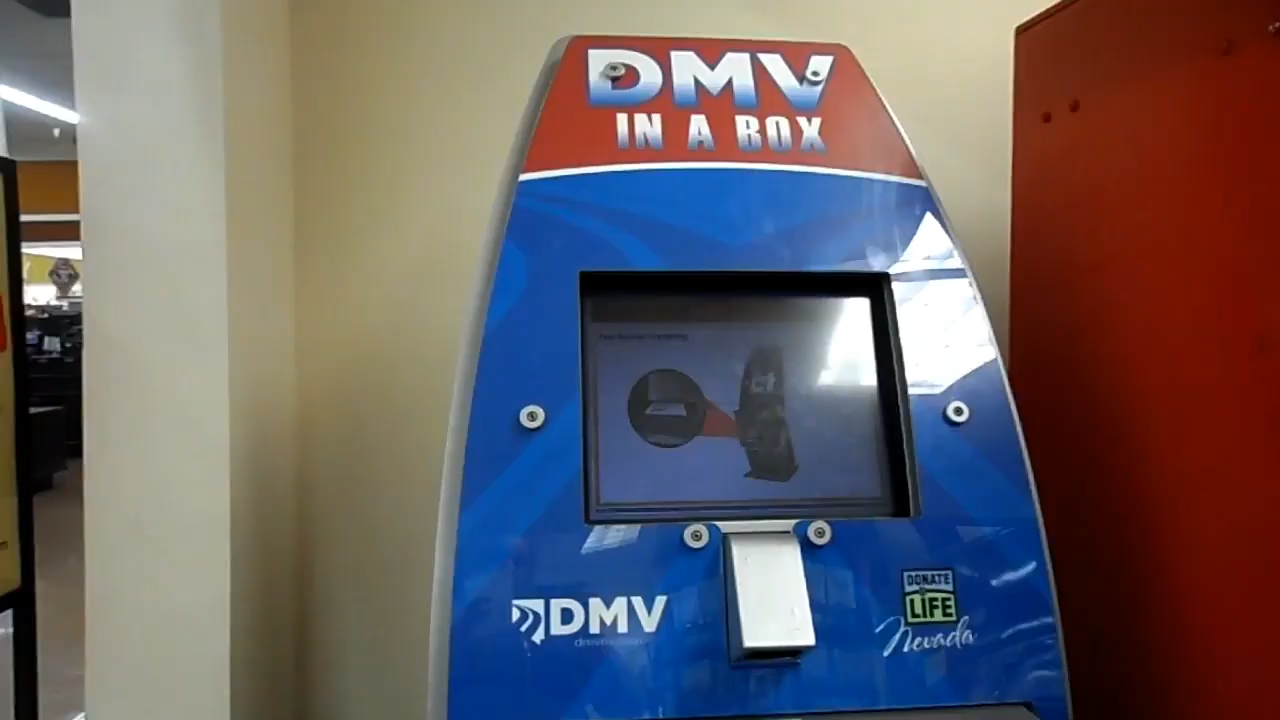 DMV
IN A BOX
DMV
DONATE
LIFE
Nevada